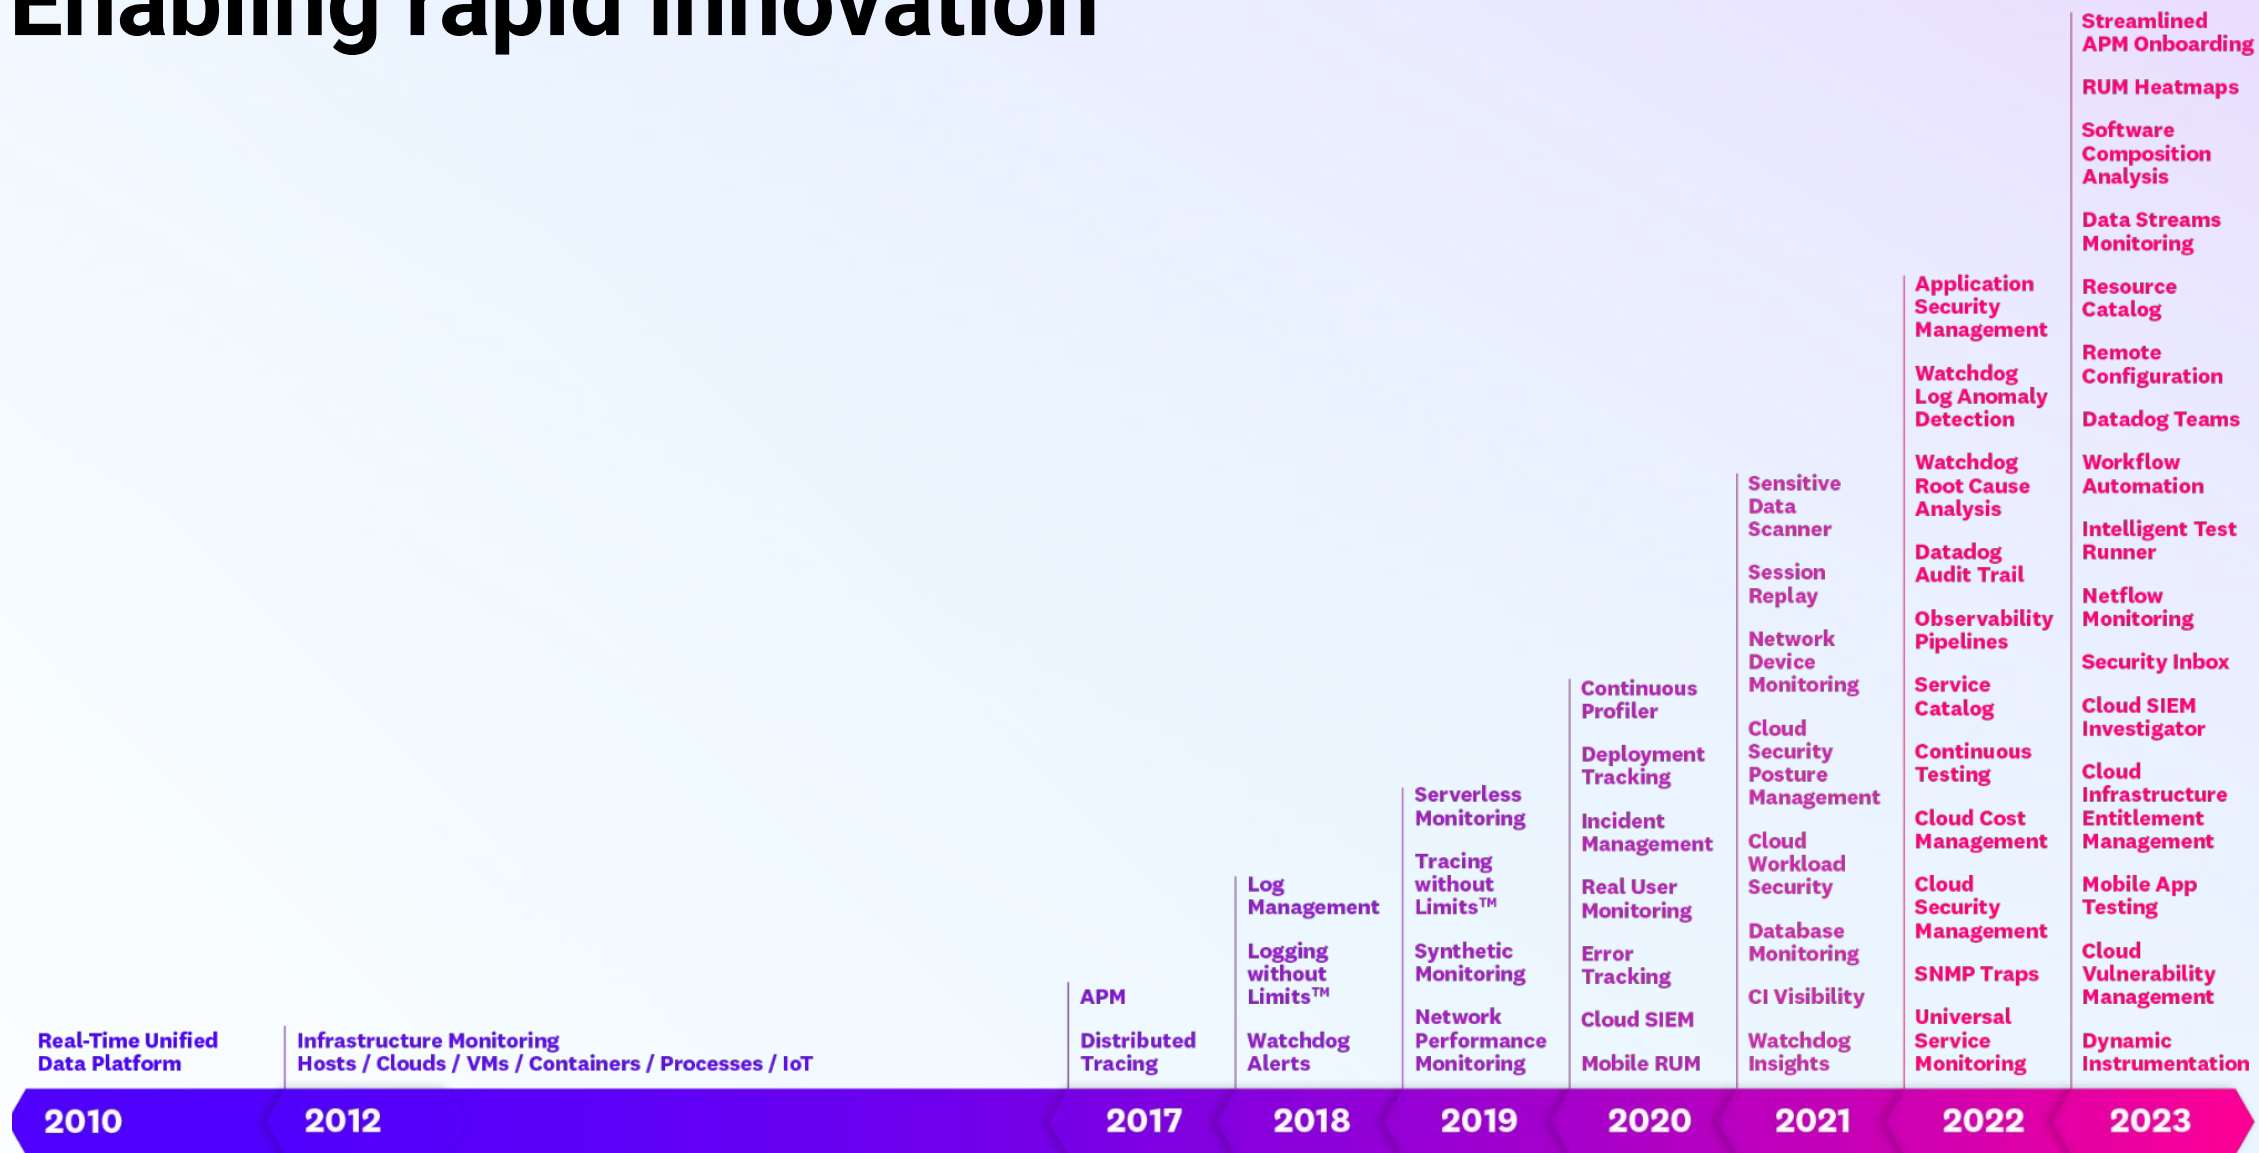 Enabling rapid innovation
Real-Time Unified
Data Platform
2010
Infrastructure Monitoring
Hosts / Clouds / VMs / Containers / Processes / IoT
2012
APM
Distributed
Tracing
2017
Log
Management
Logging
without
Limits™
Watchdog
Alerts
2018
Serverless
Monitoring
Tracing
without
Limits™
Synthetic
Monitoring
Network
Performance
Monitoring
2019
Continuous
Profiler
Deployment
Tracking
Incident
Management
Real User
Monitoring
Error
Tracking
Cloud SIEM
Mobile RUM
2020
Sensitive
Data
Scanner
Session
Replay
Network
Device
Monitoring
Cloud
Security
Posture
Management
Cloud
Workload
Security
Database
Monitoring
CI Visibility
Watchdog
Insights
2021
Application
Security
Management
Watchdog
Log Anomaly
Detection
Watchdog
Root Cause
Analysis
Datadog
Audit Trail
Observability
Pipelines
Service
Catalog
Continuous
Testing
Cloud Cost
Management
Cloud
Security
Management
SNMP Traps
Universal
Service
Monitoring
2022
Streamlined
APM Onboarding
RUM Heatmaps
Software
Composition
Analysis
Data Streams
Monitoring
Resource
Catalog
Remote
Configuration
Datadog Teams
Workflow
Automation
Intelligent Test
Runner
Netflow
Monitoring
Security Inbox
Cloud SIEM
Investigator
Cloud
Infrastructure
Entitlement
Management
Mobile App
Testing
Cloud
Vulnerability
Management
Dynamic
Instrumentation
2023